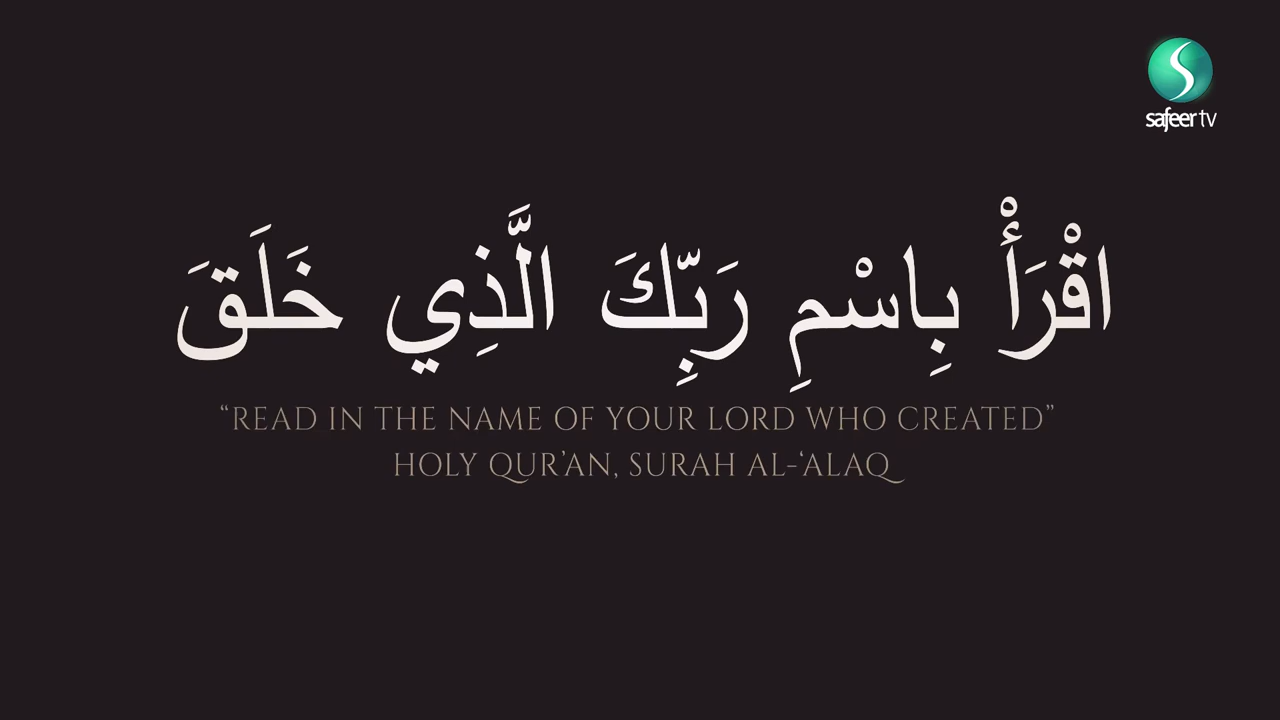 safeer tv
اقْرَأْ بِاسْمِ رَبِّكَ الَّذِي خَلَقَ
“READ IN THE NAME OF YOUR LORD WHO CREATED”
HOLY QUR’AN, SURAH AL-‘ALAQ